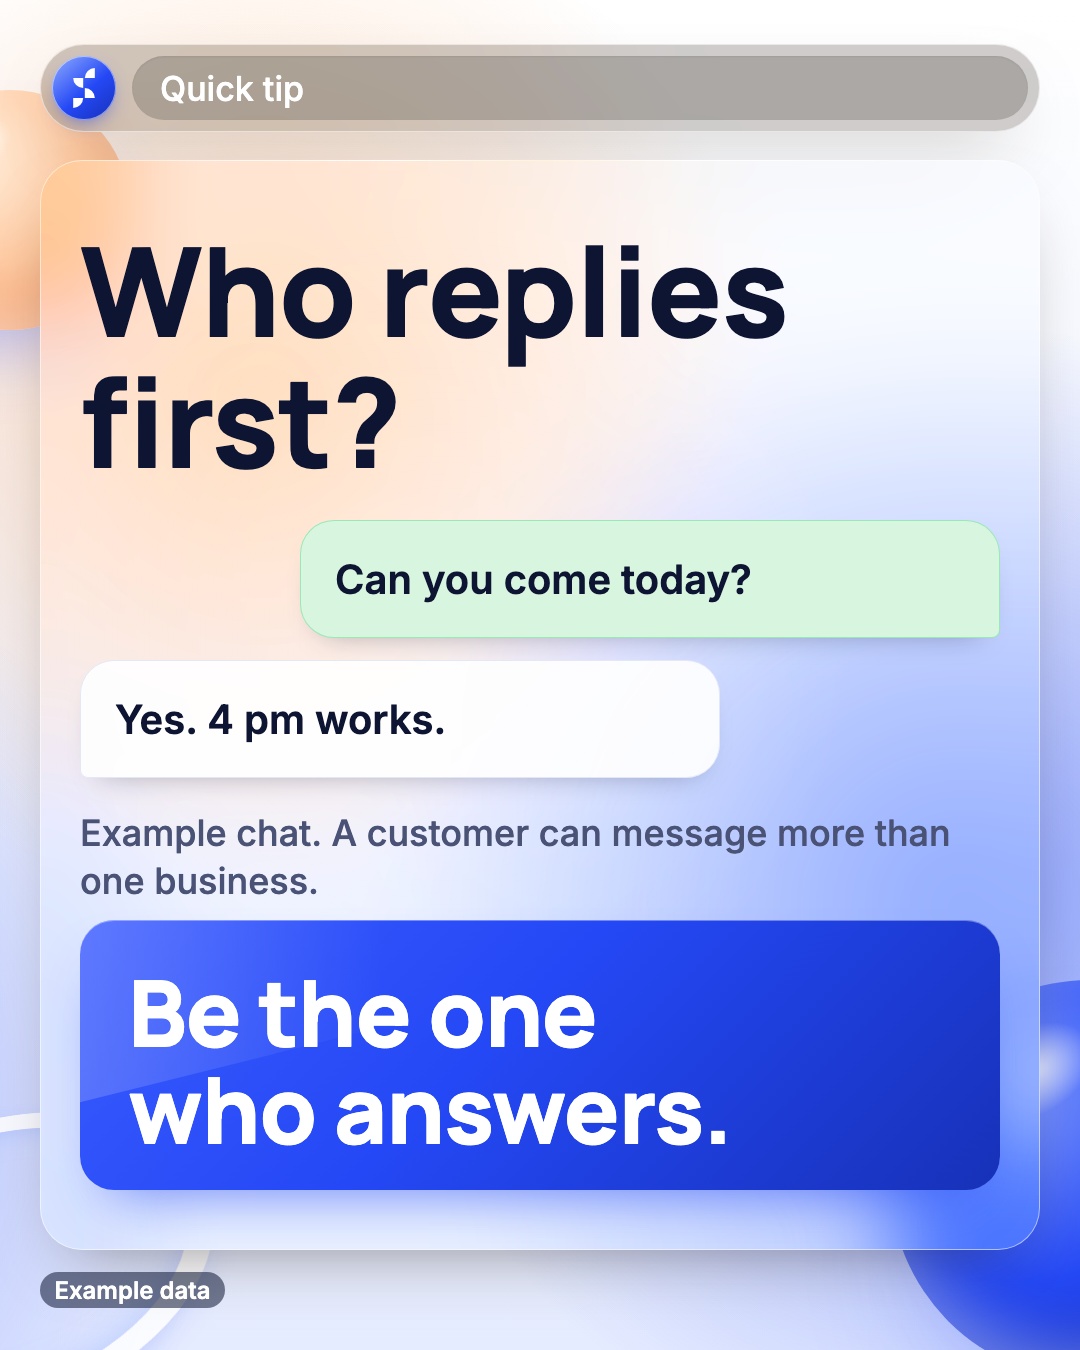 Quick tip
Who replies
first?
Can you come today?
Yes. 4 pm works.
Example chat. A customer can message more than
one business.
Be the one
who answers.
Example data